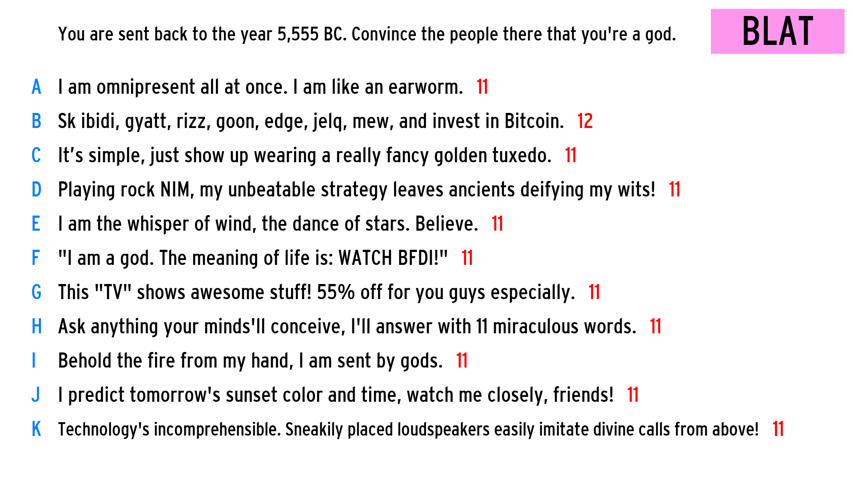 You are sent back to the year 5,555 BC. Convince the people there that you're a god.
BLAT
A I am omnipresent all at once. I am like an earworm. 11
B Sk ibidi, gyatt, rizz, goon, edge, jelq, mew, and invest in Bitcoin. 12
C It’s simple, just show up wearing a really fancy golden tuxedo. 11
D Playing rock NIM, my unbeatable strategy leaves ancients deifying my wits! 11
E I am the whisper of wind, the dance of stars. Believe. 11
F "I am a god. The meaning of life is: WATCH BFDI!" 11
G This "TV" shows awesome stuff! 55% off for you guys especially. 11
H Ask anything your minds'll conceive, I'll answer with 11 miraculous words. 11
I Behold the fire from my hand, I am sent by gods. 11
J I predict tomorrow's sunset color and time, watch me closely, friends! 11
K Technology's incomprehensible. Sneakily placed loudspeakers easily imitate divine calls from above! 11